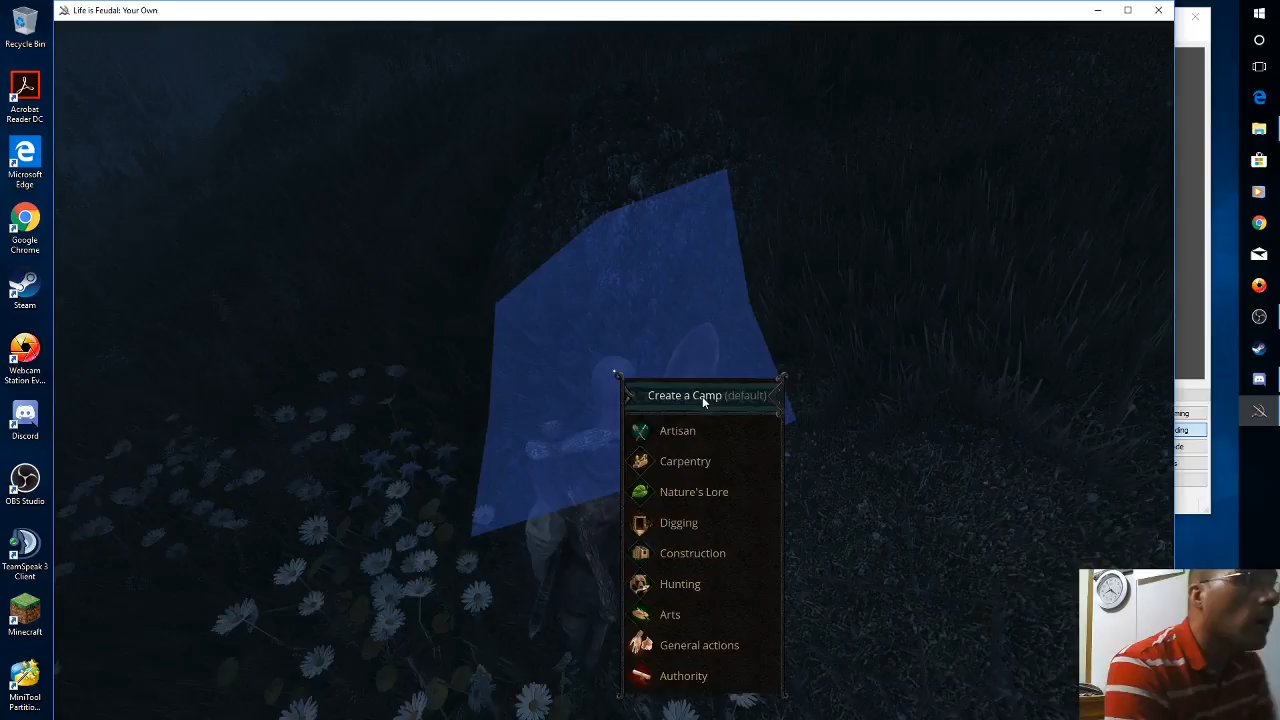 Life is Feudal: Your Own
Recycle Bin
Acrobat
Reader DC
Microsoft
Edge
Google
Chrome
Steam
Webcam
Station Ev...
Discord
OBS Studio
TeamSpeak 3
Client
Minecraft
MiniTool
Partitio...
Create a Camp (default)
Artisan
Carpentry
Nature's Lore
Digging
Construction
Hunting
Arts
General actions
Authority